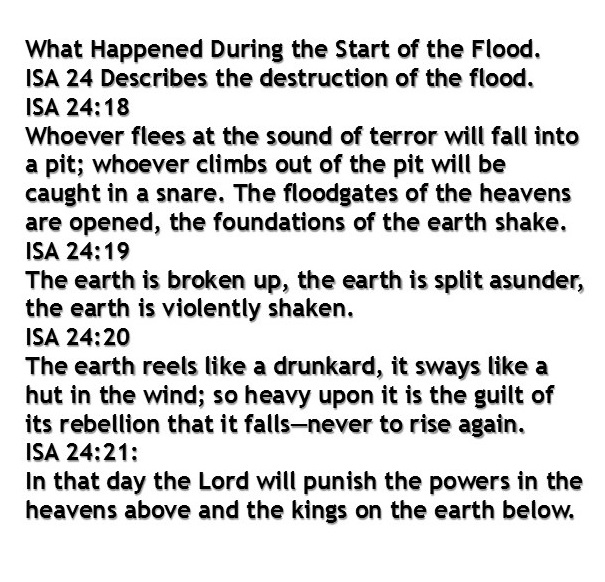 What Happened During the Start of the Flood.
ISA 24 Describes the destruction of the flood.
ISA 24:18
Whoever flees at the sound of terror will fall into
a pit; whoever climbs out of the pit will be
caught in a snare. The floodgates of the heavens
are opened, the foundations of the earth shake.
ISA 24:19
The earth is broken up, the earth is split asunder,
the earth is violently shaken.
ISA 24:20
The earth reels like a drunkard, it sways like a
hut in the wind; so heavy upon it is the guilt of
its rebellion that it falls—never to rise again.
ISA 24:21:
In that day the Lord will punish the powers in the
heavens above and the kings on the earth below.